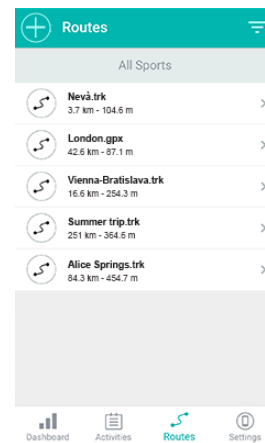 Routes
All Sports
Nevà.trk
3.7 km - 104.6 m
London.gpx
42.6 km - 87.1 m
Vienna-Bratislava.trk
16.6 km - 254.3 m
Summer trip.trk
251 km - 364.6 m
Alice Springs.trk
84.3 km - 454.7 m
Dashboard Activities Routes Settings